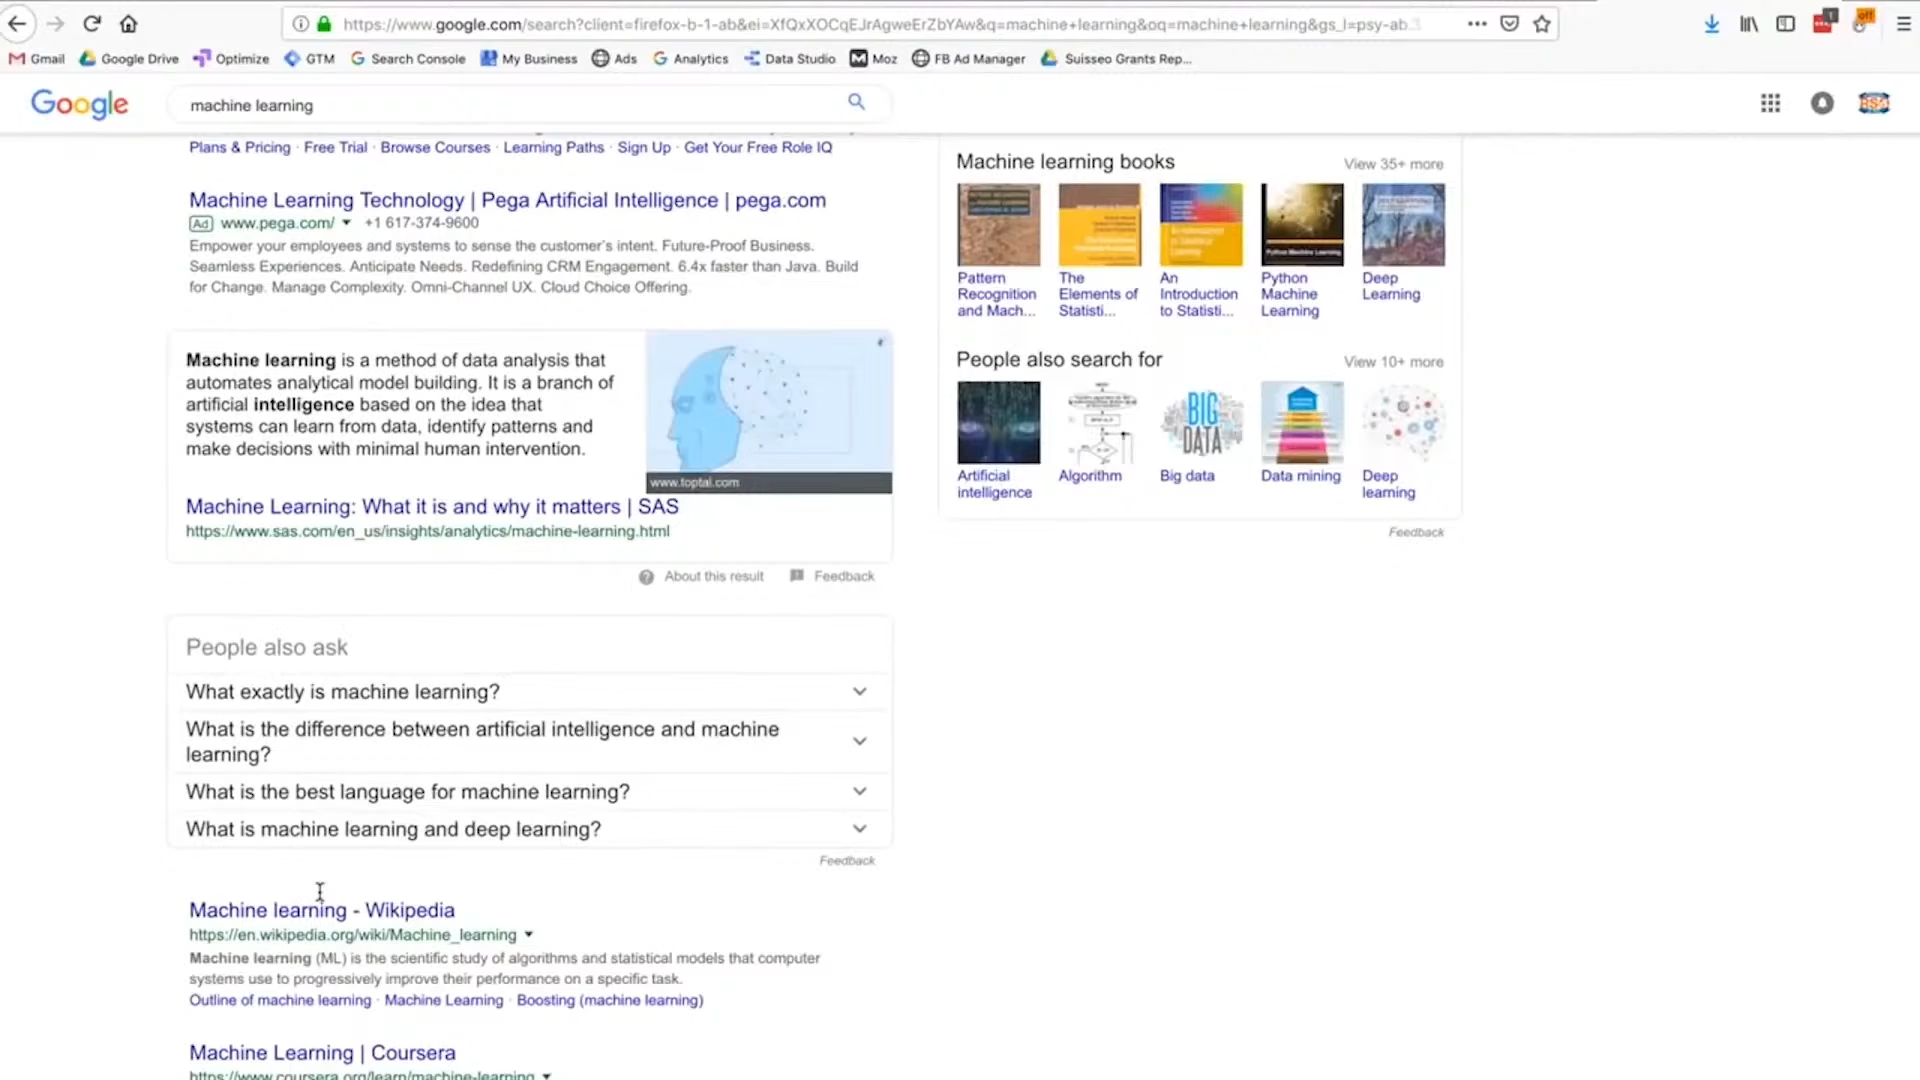 https://www.google.com/search?client=firefox-b-1-ab&ei=XfQxXOCqEJrAgweErZbYAw&q=machine+learning&oq=machine+learning&gs_l=psy-ab
off
1
Gmail Google Drive Optimize GTM Search Console My Business Ads Analytics Data Studio Moz FB Ad Manager Suisseo Grants Rep...
Google machine learning
Plans & Pricing · Free Trial · Browse Courses · Learning Paths · Sign Up · Get Your Free Role IQ
Machine Learning Technology | Pega Artificial Intelligence | pega.com
Ad www.pega.com/ +1 617-374-9600
Empower your employees and systems to sense the customer's intent. Future-Proof Business.
Seamless Experiences. Anticipate Needs. Redefining CRM Engagement. 6.4x faster than Java. Build
for Change. Manage Complexity. Omni-Channel UX. Cloud Choice Offering.
Machine learning is a method of data analysis that
automates analytical model building. It is a branch of
artificial intelligence based on the idea that
systems can learn from data, identify patterns and
make decisions with minimal human intervention.
www.toptal.com
Machine Learning: What it is and why it matters | SAS
https://www.sas.com/en_us/insights/analytics/machine-learning.html
About this result Feedback
People also ask
What exactly is machine learning?
What is the difference between artificial intelligence and machine
learning?
What is the best language for machine learning?
What is machine learning and deep learning?
Feedback
Machine learning - Wikipedia
https://en.wikipedia.org/wiki/Machine_learning
Machine learning (ML) is the scientific study of algorithms and statistical models that computer
systems use to progressively improve their performance on a specific task.
Outline of machine learning · Machine Learning · Boosting (machine learning)
Machine Learning | Coursera
https://www.coursera.org/learn/machine-learning
Machine learning books View 35+ more
Python Machine Learning
Pattern
Recognition
and Mach...
The
Elements of
Statisti...
An
Introduction
to Statisti...
Python
Machine
Learning
Deep
Learning
People also search for View 10+ more
BIG
DATA
Artificial
intelligence
Algorithm
Big data
Data mining
Deep
learning
Feedback